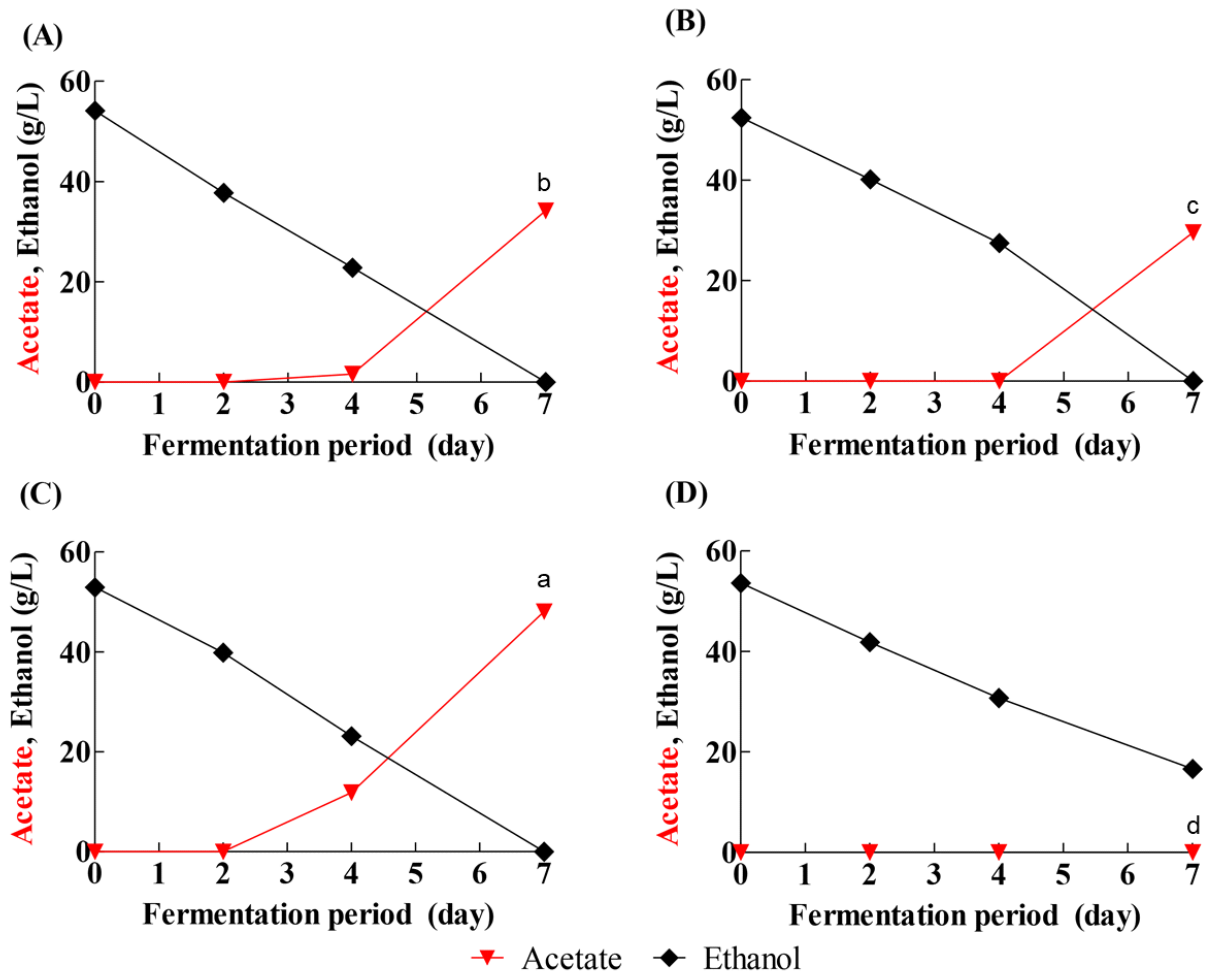 (A)
Acetate, Ethanol (g/L)
60
40
20
0
b
0 1 2 3 4 5 6 7
Fermentation period (day)
(B)
Acetate, Ethanol (g/L)
60
40
20
0
c
0 1 2 3 4 5 6 7
Fermentation period (day)
(C)
Acetate, Ethanol (g/L)
60
40
20
0
a
0 1 2 3 4 5 6 7
Fermentation period (day)
(D)
Acetate, Ethanol (g/L)
60
40
20
0
d
0 1 2 3 4 5 6 7
Fermentation period (day)
Acetate Ethanol